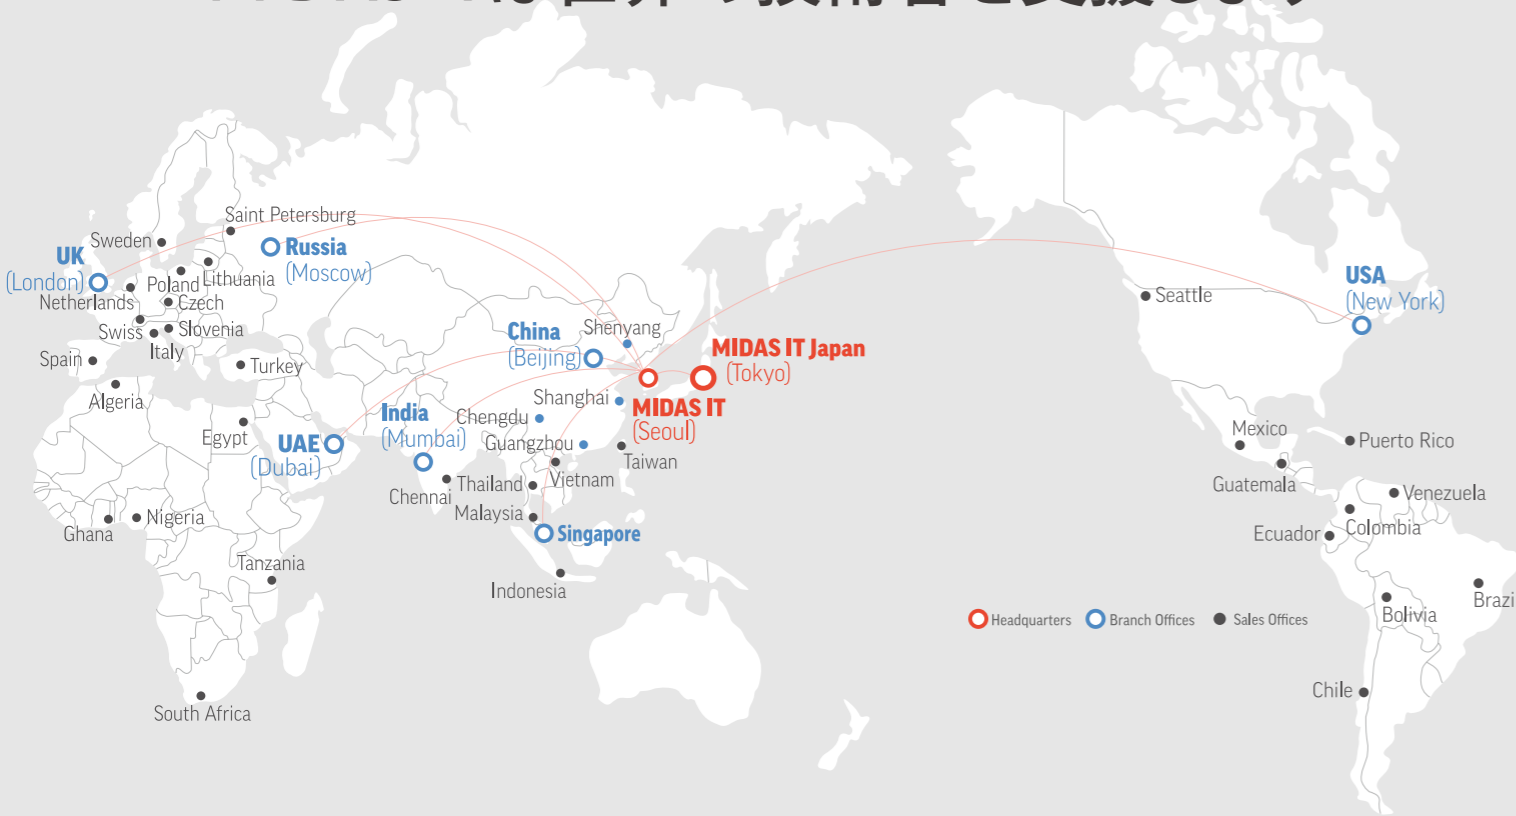 Saint Petersburg
Sweden
Russia
(Moscow)
UK
(London)
Poland
Lithuania
Netherlands
Czech
Swiss
Slovenia
Italy
Spain
Turkey
Algeria
Egypt
UAE
(Dubai)
India
(Mumbai)
Chennai
China
(Beijing)
Shenyang
Shanghai
Chengdu
Guangzhou
Taiwan
Vietnam
Thailand
Malaysia
Singapore
Indonesia
MIDAS IT Japan
(Tokyo)
MIDAS IT
(Seoul)
Ghana
Nigeria
Tanzania
South Africa
USA
(New York)
Seattle
Mexico
Puerto Rico
Guatemala
Venezuela
Colombia
Ecuador
Bolivia
Brazi
Chile
Headquarters
Branch Offices
Sales Offices